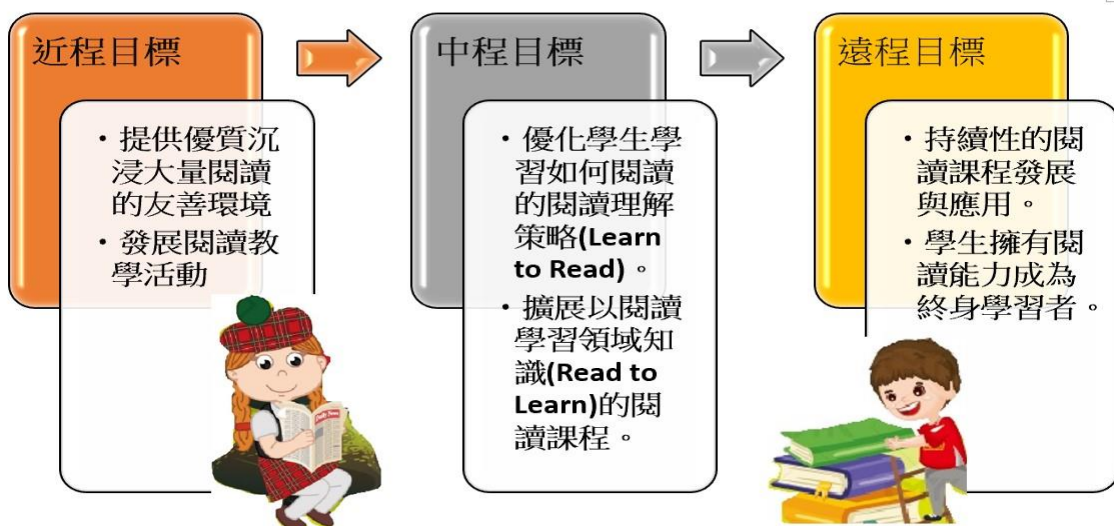 近程目標
• 提供優質沉
浸大量閱讀
的友善環境
• 發展閱讀教
學活動
中程目標
• 優化學生學
習如何閱讀
的閱讀理解
策略(Learn
to Read)。
• 擴展以閱讀
學習領域知
識(Read to
Learn)的閱
讀課程。
遠程目標
• 持續性的閱
讀課程發展
與應用。
• 學生擁有閱
讀能力成為
終身學習者。